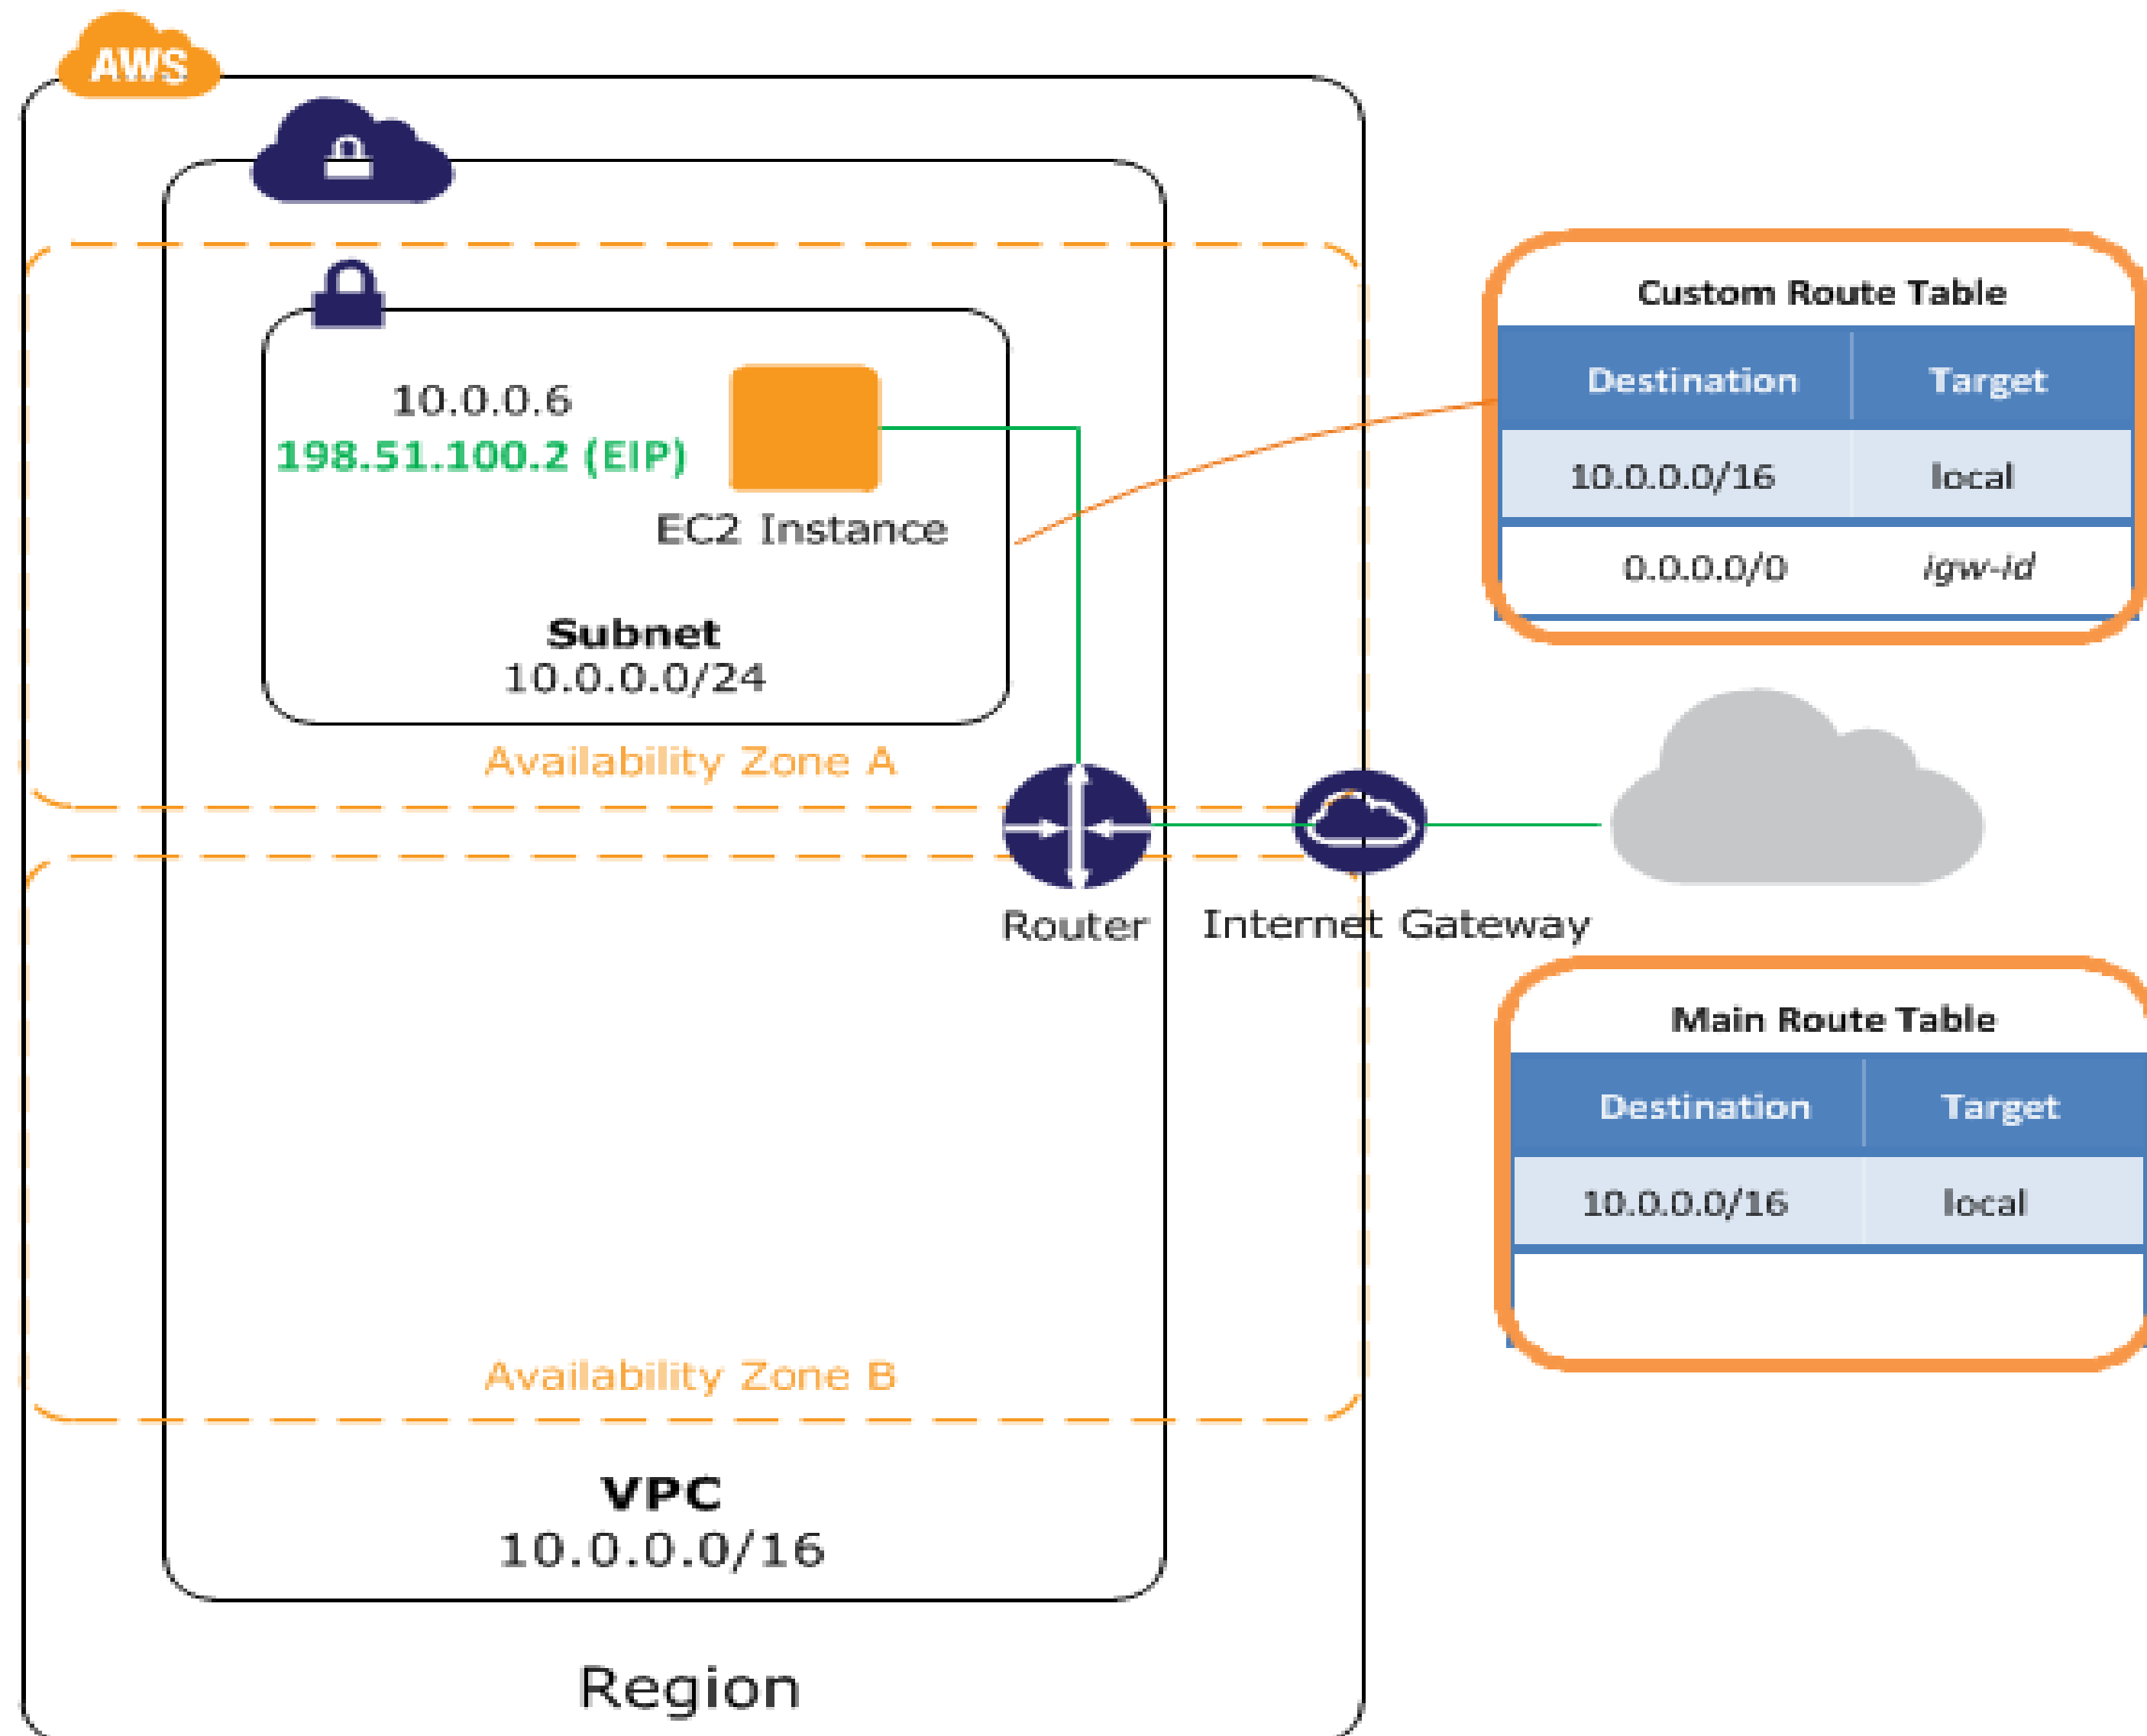 AWS
10.0.0.6
198.51.100.2 (EIP)
EC2 Instance
Subnet
10.0.0.0/24
Availability Zone A
Router
Internet Gateway
Availability Zone B
VPC
10.0.0.0/16
Region
Custom Route Table
Destination Target
10.0.0.0/16 local
0.0.0.0/0 igw-id
Main Route Table
Destination Target
10.0.0.0/16 local